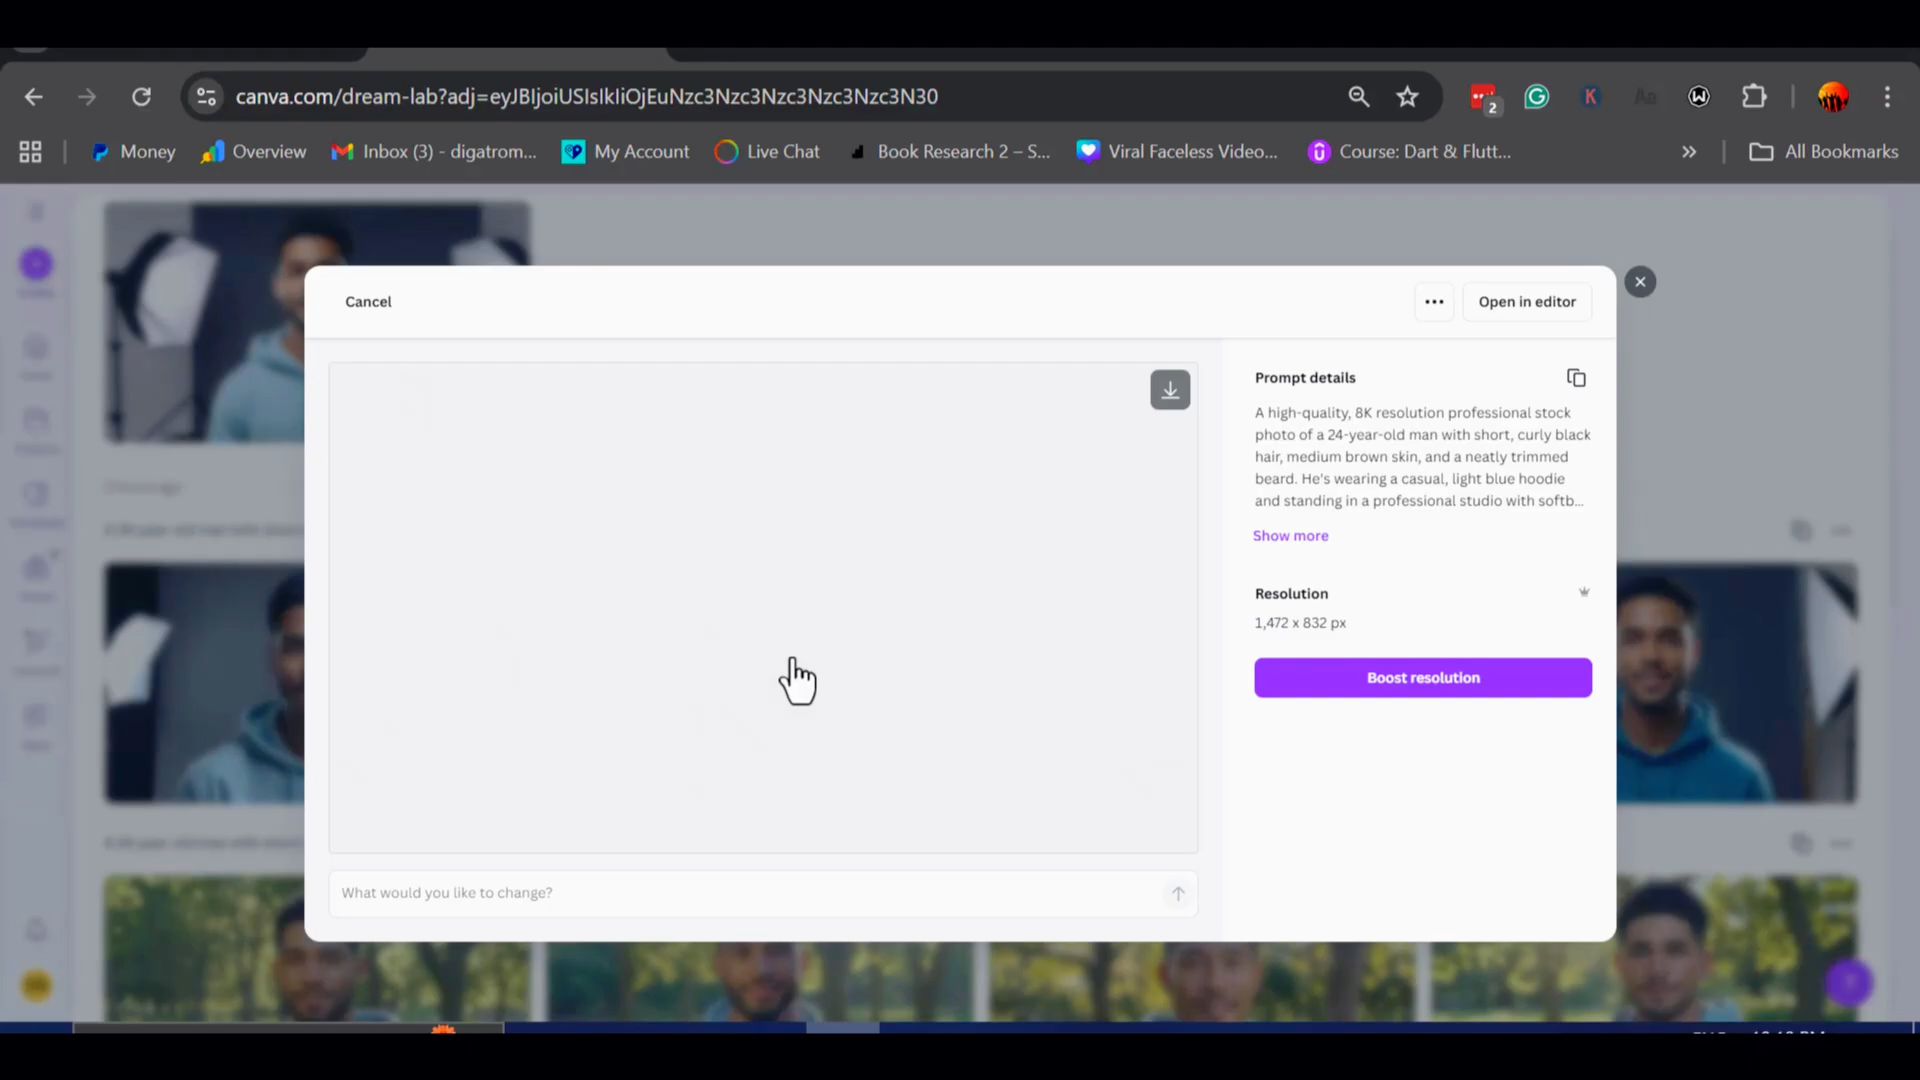 canva.com/dream-lab?adj=eyJBIjoiUSIsIkIiOjEuNzc3Nzc3Nzc3Nzc3Nzc3N30
2
Money
Overview
Inbox (3) - digatrom...
My Account
Live Chat
Book Research 2 – S...
Viral Faceless Video...
Course: Dart & Flutt...
All Bookmarks
Cancel
Open in editor
Prompt details
A high-quality, 8K resolution professional stock
photo of a 24-year-old man with short, curly black
hair, medium brown skin, and a neatly trimmed
beard. He's wearing a casual, light blue hoodie
and standing in a professional studio with softb...
Show more
Resolution
1,472 x 832 px
Boost resolution
What would you like to change?